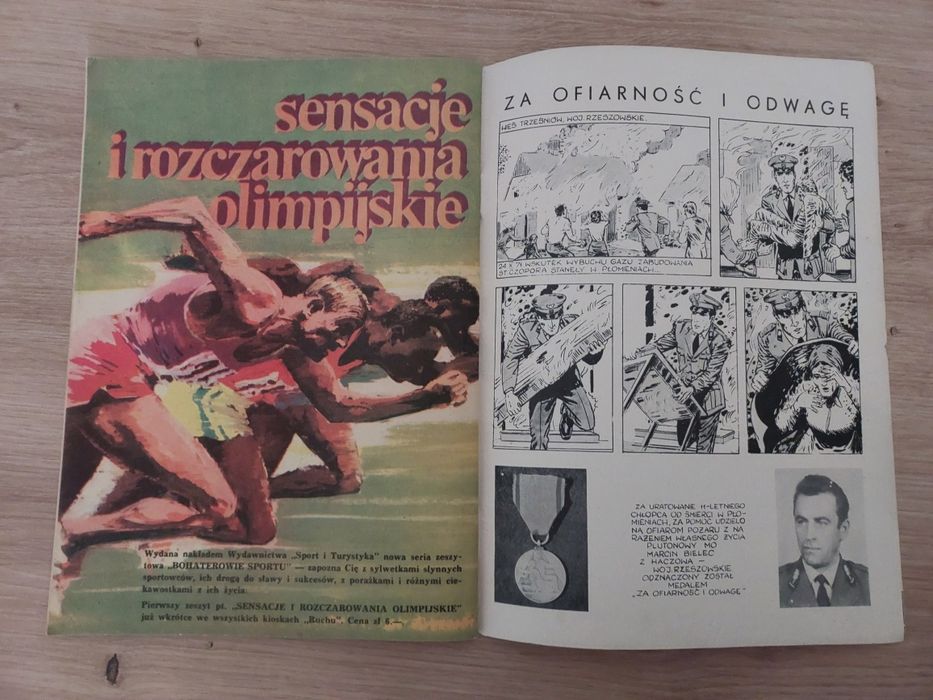 sensacje
i rozczarowania
olimpijskie
Wydana nakładem Wydawnictwa „Sport i Turystyka" nowa seria zeszy-
towa „BOHATEROWIE SPORTU" — zapozna Cię z sylwetkami słynnych
sportowców, ich drogą do sławy i sukcesów, z porażkami i różnymi cie-
kawostkami z ich życia.
Pierwszy zeszyt pt. „SENSACJE I ROZCZAROWANIA OLIMPIJSKIE"
już wkrótce we wszystkich kioskach „Ruchu". Cena zł 6.—
ZA OFIARNOŚĆ I ODWAGĘ
WIEŚ TRZEŚNIÓW, WOJ. RZESZOWSKIE.
24 X 71 WSKUTEK WYBUCHU GAZU ZABUDOWANIA
ST. CZOPORA STANĘŁY W PŁOMIENIACH...
ZA URATOWANIE 11-LETNIEGO
CHŁOPCA OD ŚMIERCI W PŁO-
MIENIACH, ZA POMOC UDZIELO
NĄ OFIAROM POŻARU Z NA
RAŻENIEM WŁASNEGO ŻYCIA
PLUTONOWY MO
MARCIN BIELEC
Z HACZOWA —
WOJ. RZESZOWSKIE
ODZNACZONY ZOSTAŁ
MEDALEM
„ZA OFIARNOŚĆ I ODWAGĘ"